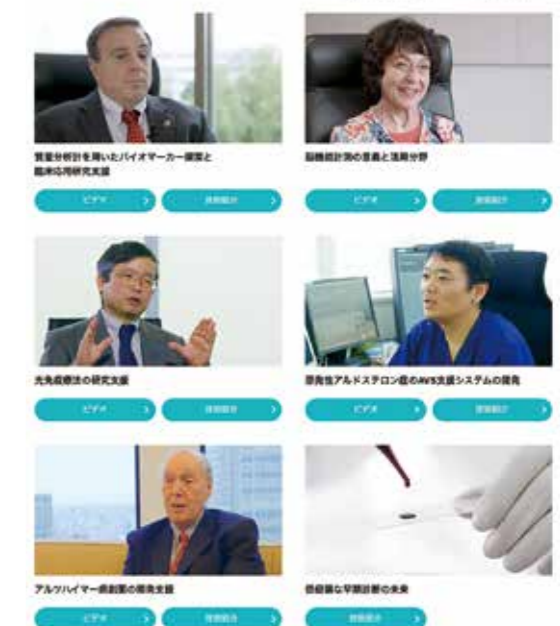 質量分析計を用いたバイオマーカー探索と
臨床応用研究支援
脳機能計測の意義と活用分野
ビデオ
技術紹介
ビデオ
技術紹介
光免疫療法の研究支援
原発性アルドステロン症のAVS支援システムの開発
ビデオ
技術紹介
ビデオ
技術紹介
アルツハイマー病創薬の開発支援
低侵襲な早期診断の未来
ビデオ
技術紹介
技術紹介